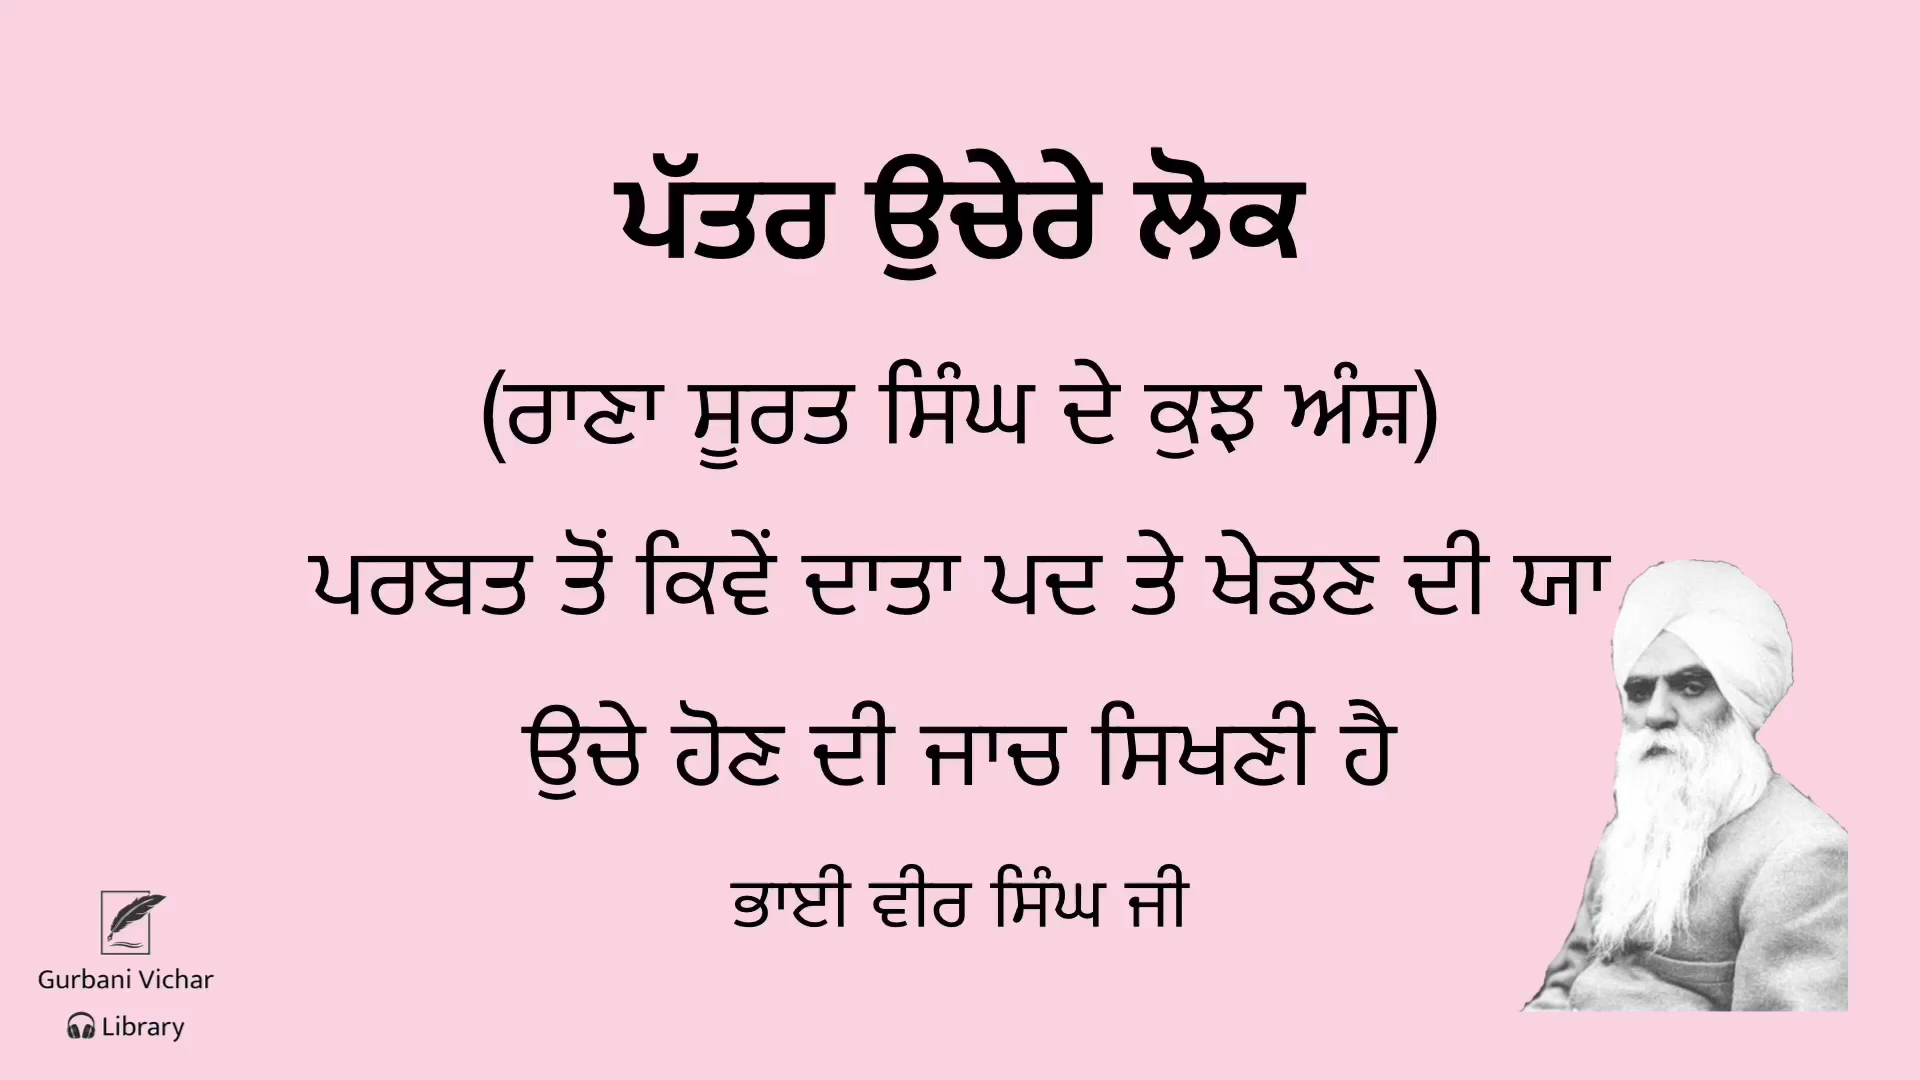 ਪੱਤਰ ਉਚੇਰੇ ਲੋਕ
(ਰਾਣਾ ਸੂਰਤ ਸਿੰਘ ਦੇ ਕੁਝ ਅੰਸ਼)
ਪਰਬਤ ਤੋਂ ਕਿਵੇਂ ਦਾਤਾ ਪਦ ਤੇ ਖੇਡਣ ਦੀ ਯਾ
ਉਚੇ ਹੋਣ ਦੀ ਜਾਚ ਸਿਖਣੀ ਹੈ
ਭਾਈ ਵੀਰ ਸਿੰਘ ਜੀ
Gurbani Vichar
Library